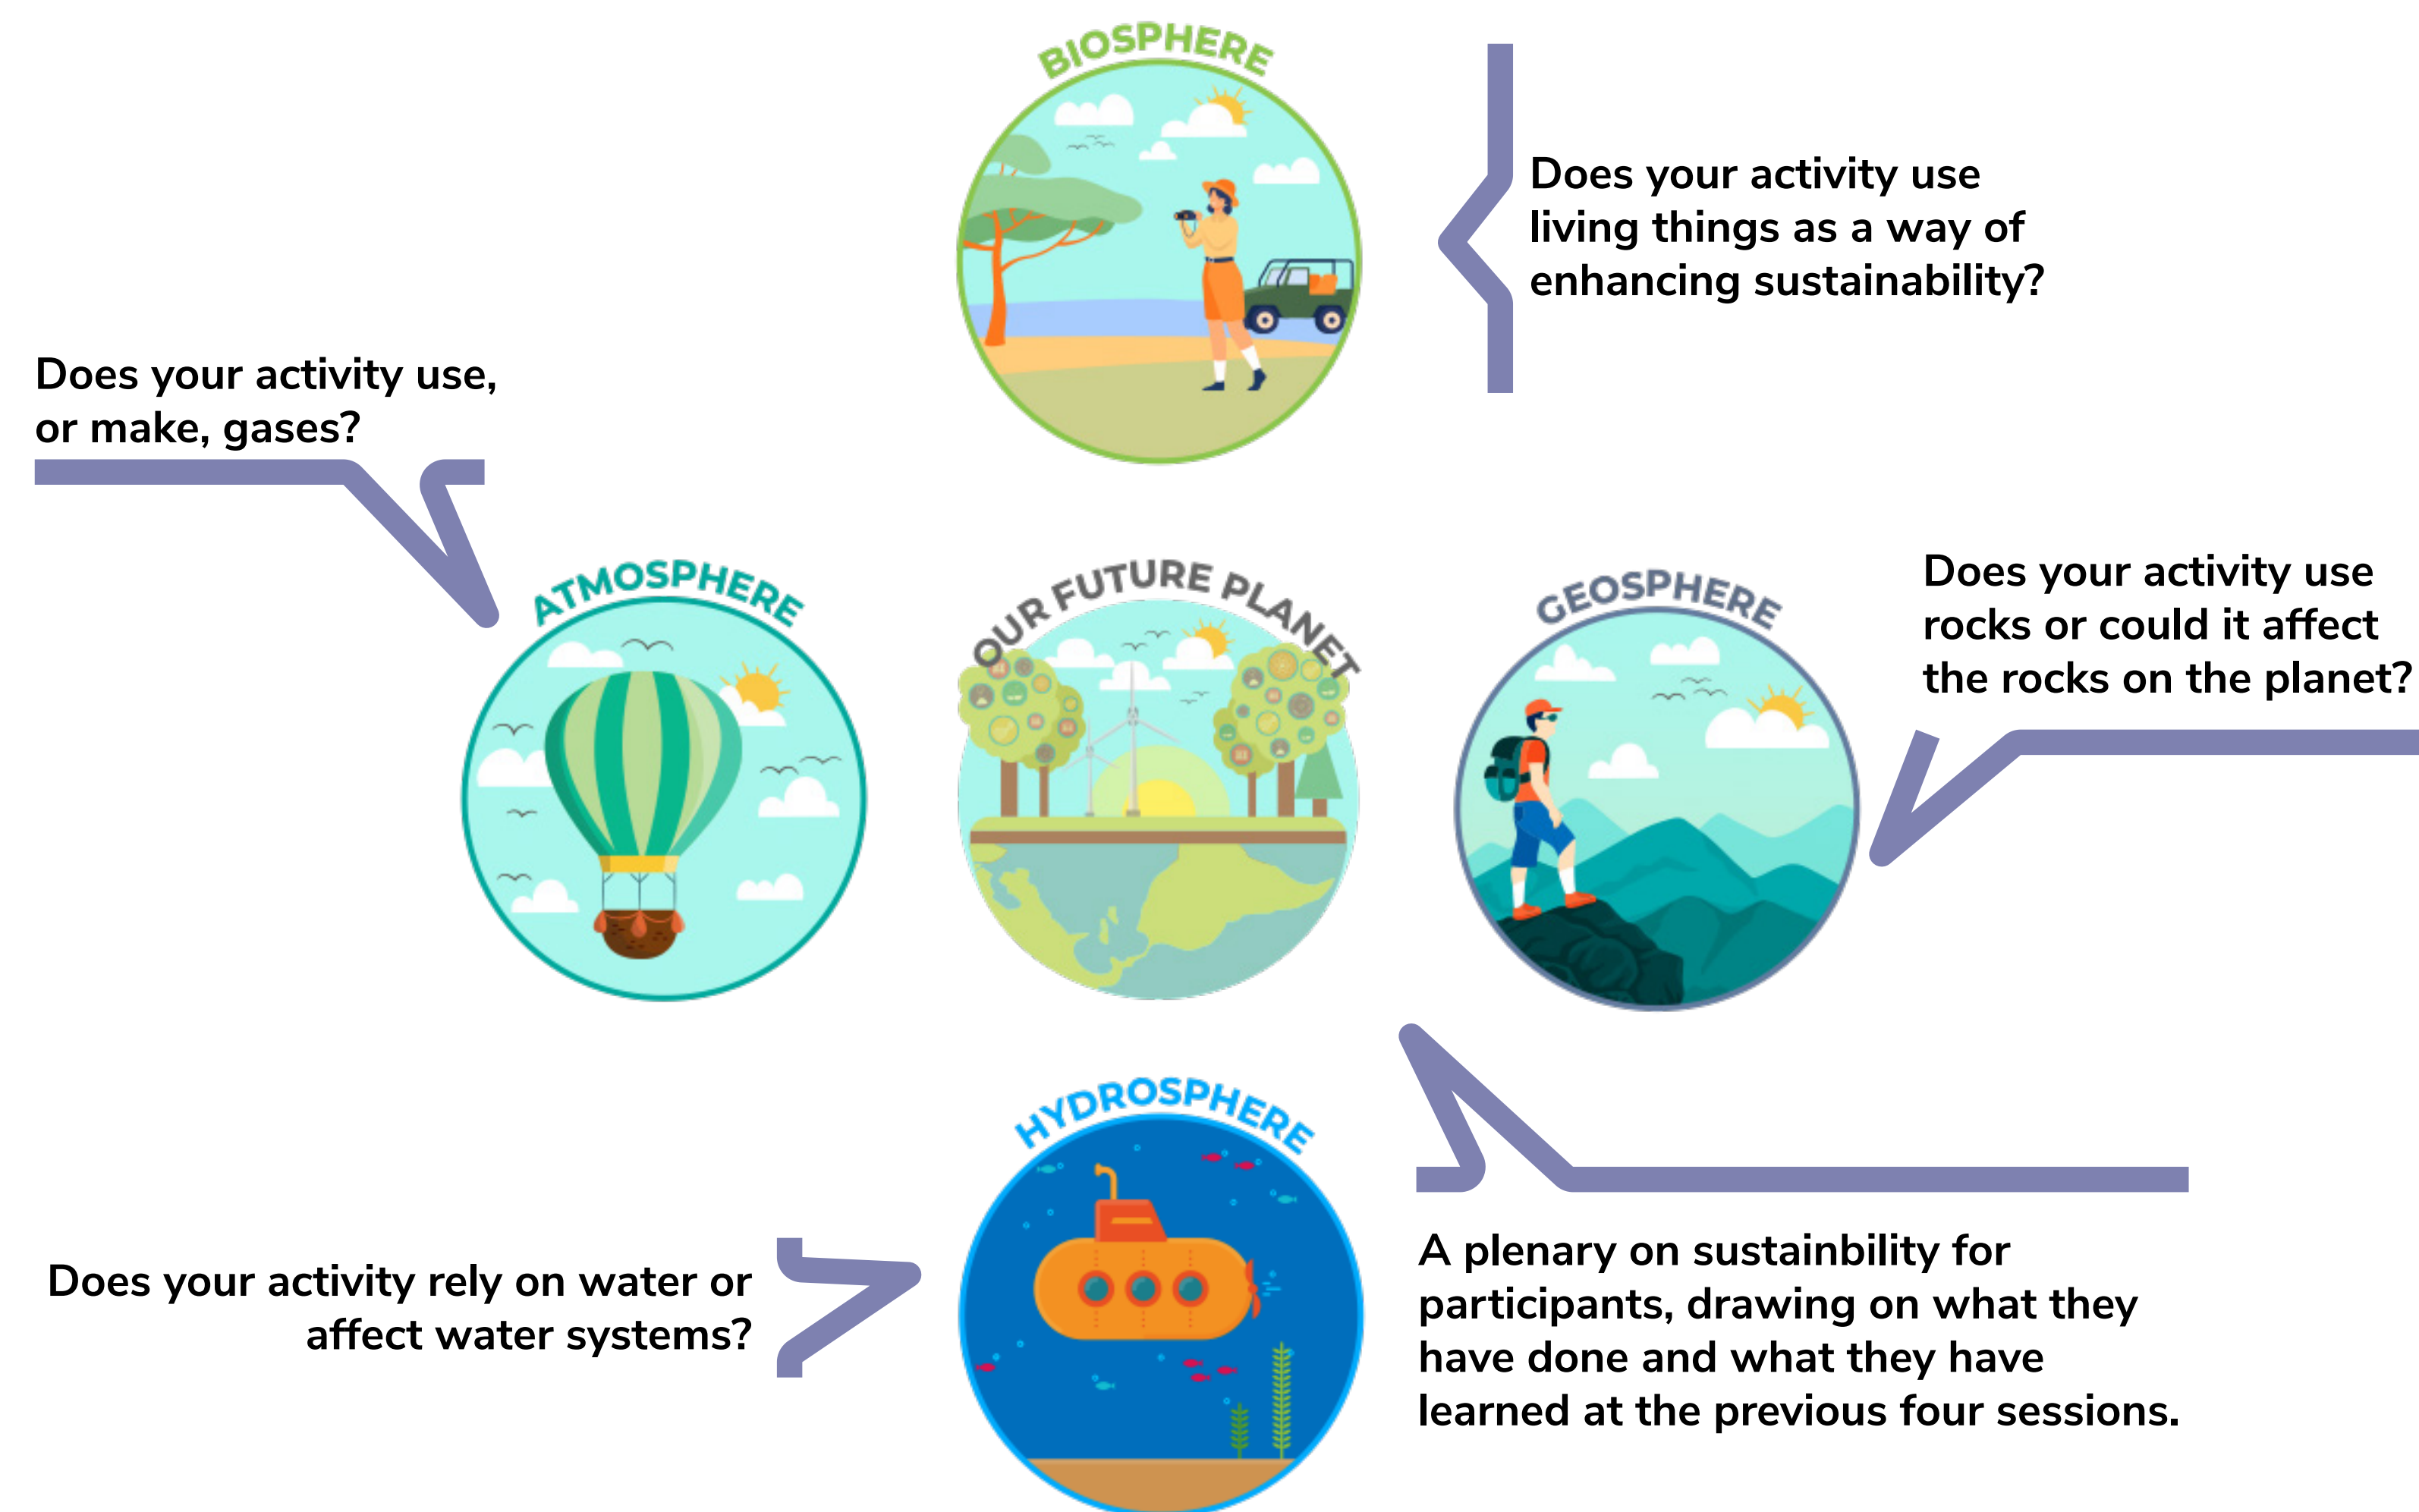 BIOSPHERE
Does your activity use
living things as a way of
enhancing sustainability?
Does your activity use,
or make, gases?
ATMOSPHERE
OUR FUTURE PLANET
GEOSPHERE
Does your activity use
rocks or could it affect
the rocks on the planet?
HYDROSPHERE
Does your activity rely on water or
affect water systems?
A plenary on sustainbility for
participants, drawing on what they
have done and what they have
learned at the previous four sessions.